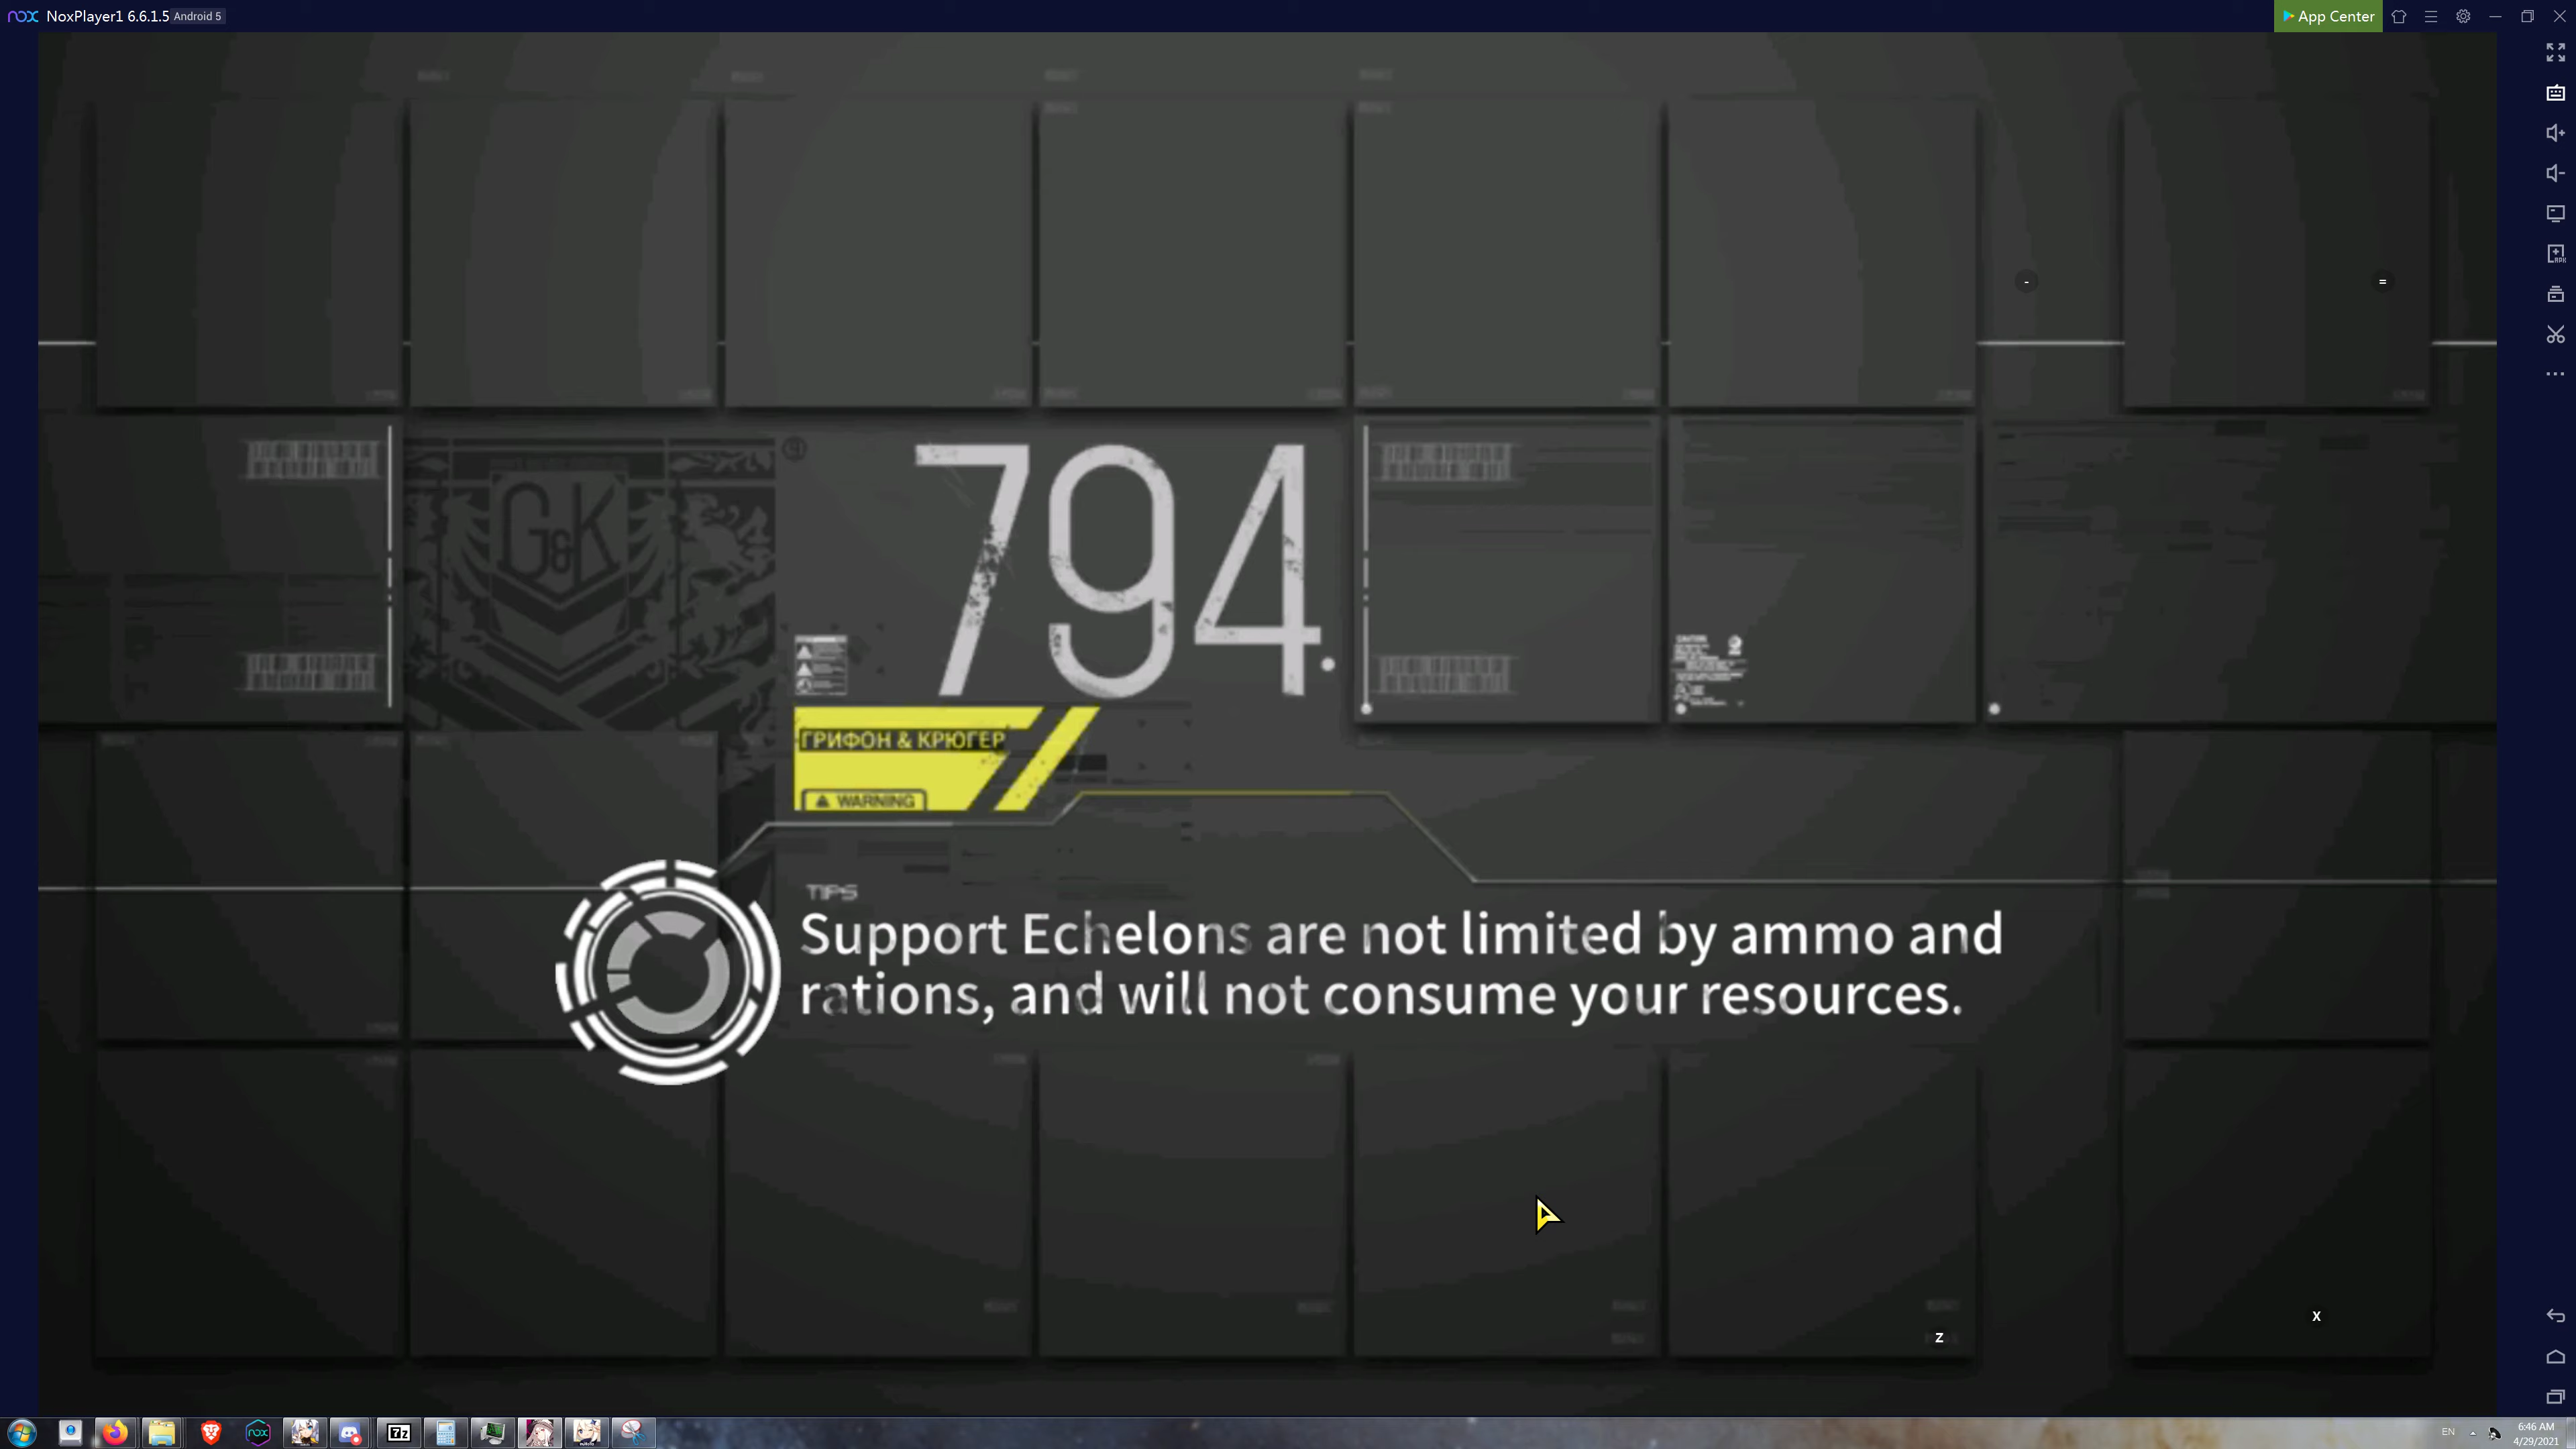 nox NoxPlayer1 6.6.1.5 Android 5
App Center
-
=
G&K
794.
ГРИФОН & КРЮГЕР
WARNING
TIPS
Support Echelons are not limited by ammo and
rations, and will not consume your resources.
X
Z
EN
6:46 AM
4/29/2021